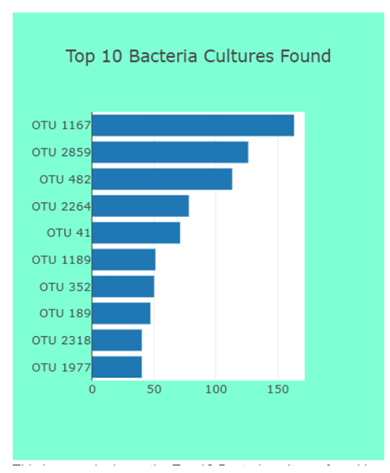 Top 10 Bacteria Cultures Found
OTU 1167
OTU 2859
OTU 482
OTU 2264
OTU 41
OTU 1189
OTU 352
OTU 189
OTU 2318
OTU 1977
0 50 100 150